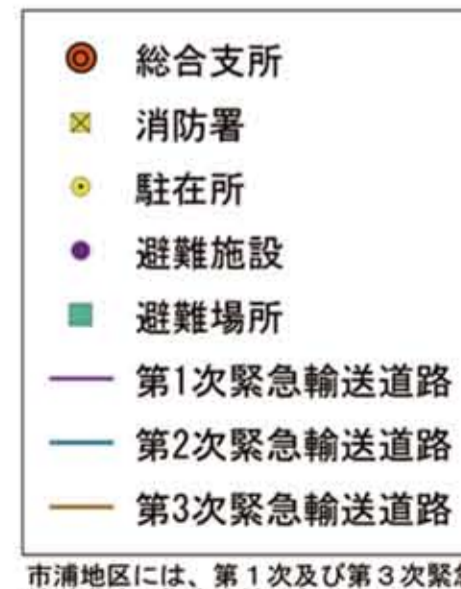 総合支所
消防署
駐在所
避難施設
避難場所
第1次緊急輸送道路
第2次緊急輸送道路
第3次緊急輸送道路
市浦地区には、第１次及び第３次緊急